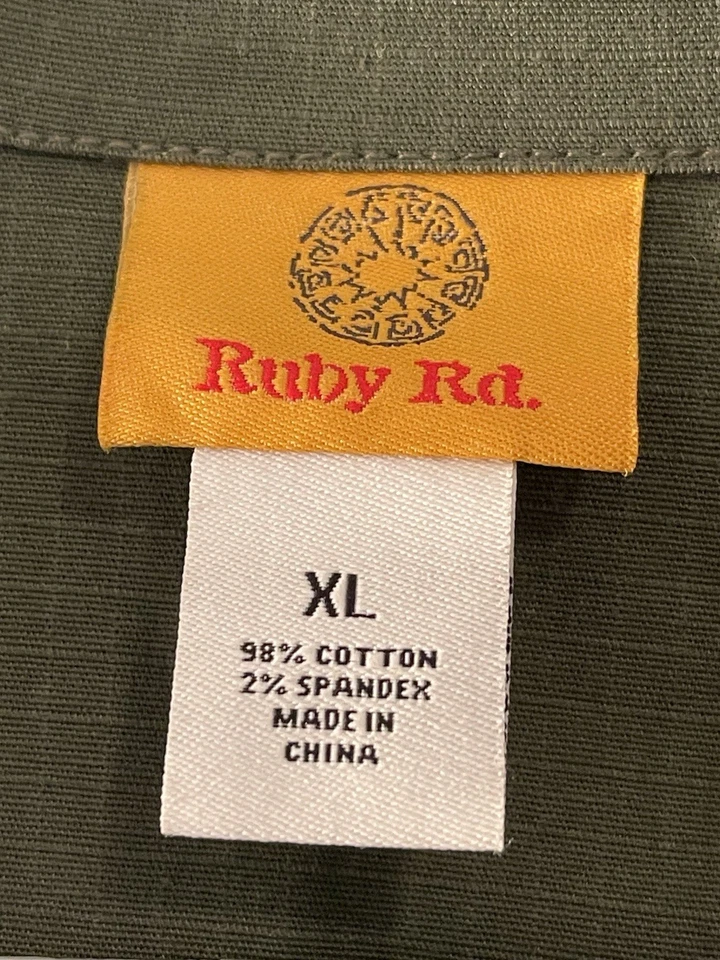 Ruby Rd.
XL
98% COTTON
2% SPANDEX
MADE IN
CHINA